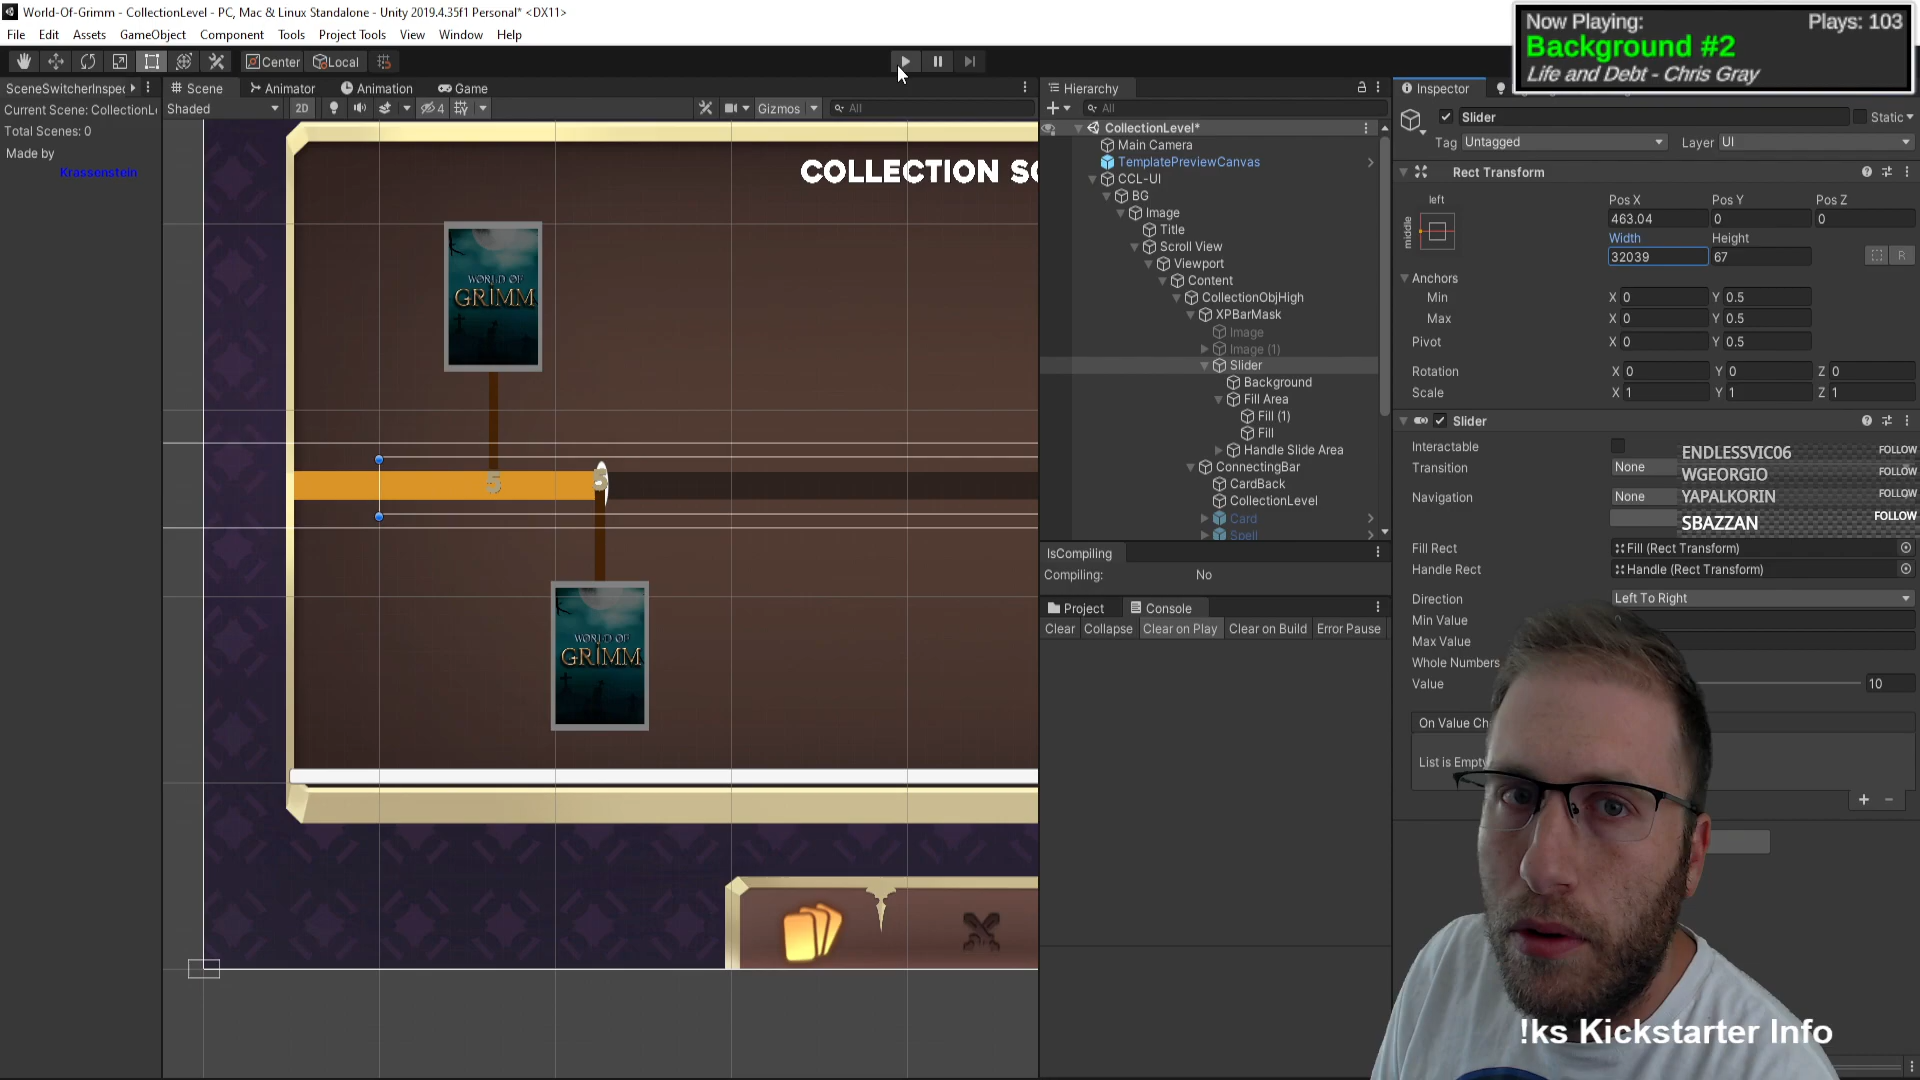 World-Of-Grimm - CollectionLevel - PC, Mac & Linux Standalone - Unity 2019.4.35f1 Personal* <DX11>
File Edit Assets GameObject Component Tools Jobs Project Tools View Window Help
Now Playing: Plays: 103
Background #2
Life and Debt - Chris Gray
Center Local
SceneSwitcherInspec
Scene Animator Animation Game
Hierarchy
Inspector
Current Scene: CollectionL
Shaded 2D 4 Gizmos All
All
Total Scenes: 0
Made by
Krassenstein
COLLECTION SC
WORLD OF
GRIMM
5
WORLD OF
GRIMM
CollectionLevel*
Main Camera
TemplatePreviewCanvas
CCL-UI
BG
Image
Title
Scroll View
Viewport
Content
CollectionObjHigh
XPBarMask
Image
Image (1)
Slider
Background
Fill Area
Fill (1)
Fill
Handle Slide Area
ConnectingBar
CardBack
CollectionLevel
Card
Spell
IsCompiling
Compiling: No
Project Console
Clear Collapse Clear on Play Clear on Build Error Pause
Slider Static
Tag Untagged Layer UI
Rect Transform
left
middle
Pos X Pos Y Pos Z
463.04 0 0
Width Height
32039 67
R
Anchors
Min X 0 Y 0.5
Max X 0 Y 0.5
Pivot X 0 Y 0.5
Rotation X 0 Y 0 Z 0
Scale X 1 Y 1 Z 1
Slider
Interactable
Transition None
Navigation None
ENDLESSVIC06 FOLLOW
WGEORGIO FOLLOW
YAPALKORIN FOLLOW
SBAZZAN FOLLOW
Fill Rect Fill (Rect Transform)
Handle Rect Handle (Rect Transform)
Direction Left To Right
Min Value
Max Value
Whole Numbers
Value 10
On Value Ch
List is Empty
!ks Kickstarter Info